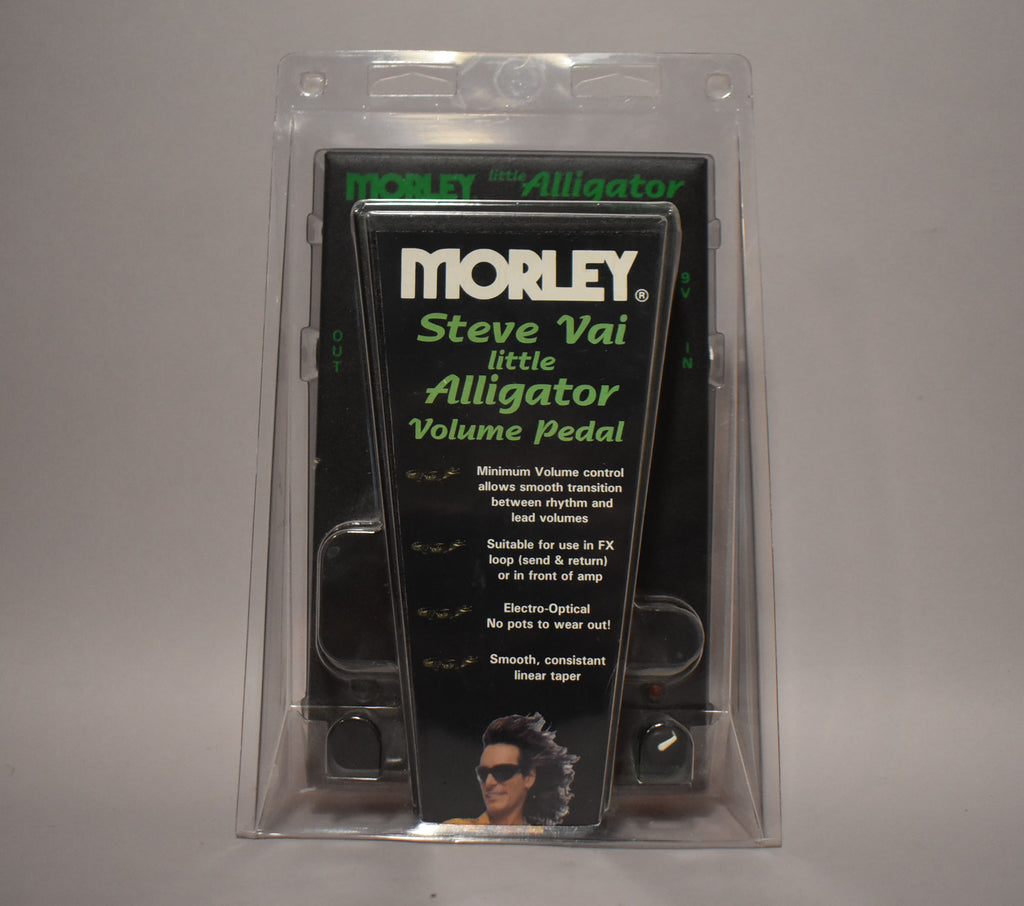 MORLEY little Alligator
9V
OUT
IN
MORLEY®
Steve Vai
little
Alligator
Volume Pedal
Minimum Volume control
allows smooth transition
between rhythm and
lead volumes
Suitable for use in FX
loop (send & return)
or in front of amp
Electro-Optical
No pots to wear out!
Smooth, consistant
linear taper